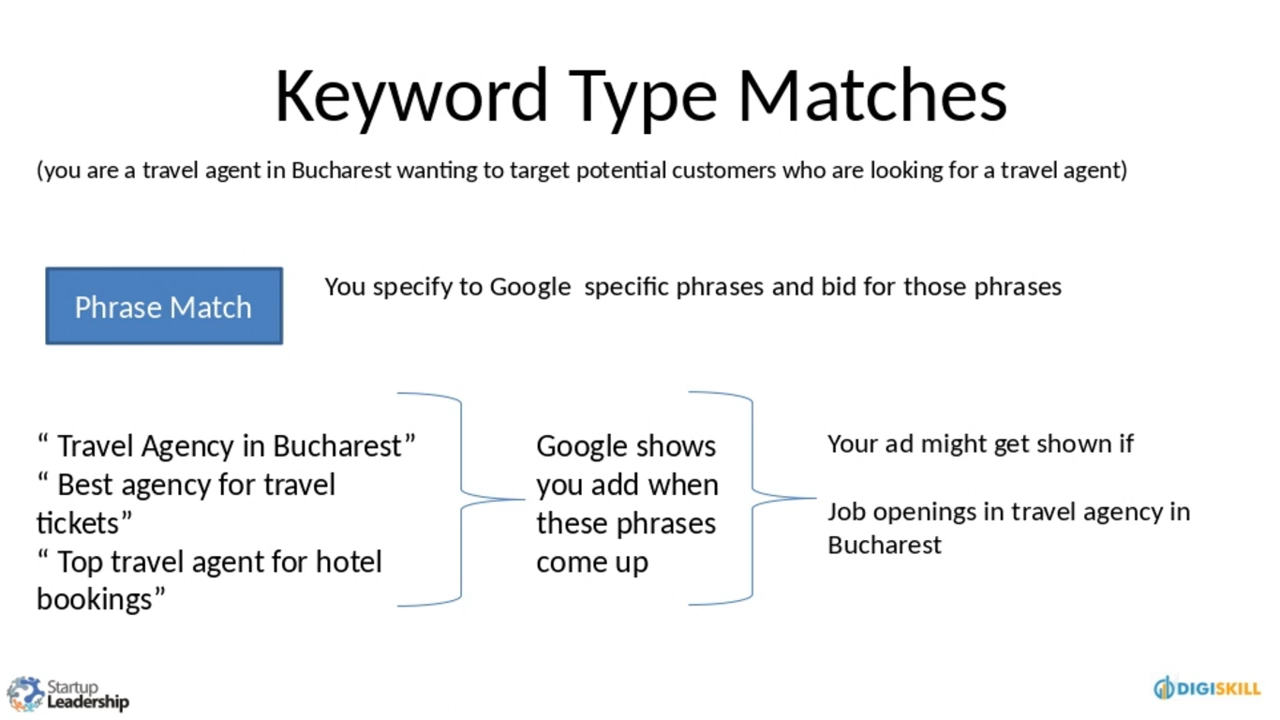 Keyword Type Matches
(you are a travel agent in Bucharest wanting to target potential customers who are looking for a travel agent)
Phrase Match
You specify to Google  specific phrases and bid for those phrases
“ Travel Agency in Bucharest”
“ Best agency for travel
tickets”
“ Top travel agent for hotel
bookings”
Google shows
you add when
these phrases
come up
Your ad might get shown if
Job openings in travel agency in
Bucharest
Startup
Leadership
DIGISKILL